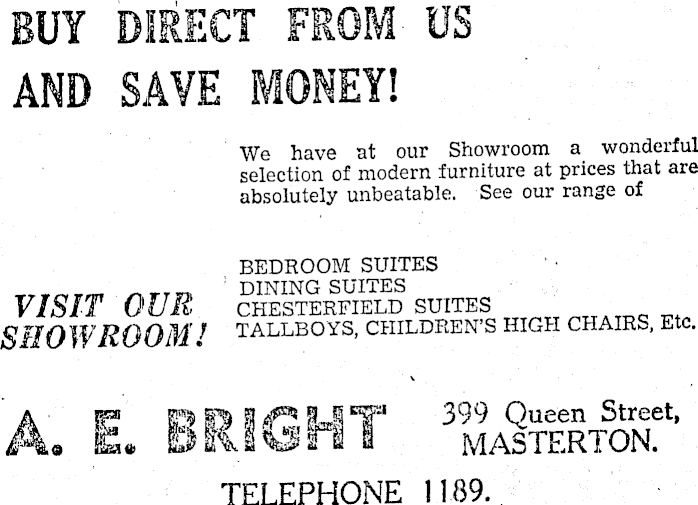 BUY DIRECT FROM US
AND SAVE MONEY!
We have at our Showroom a wonderful
selection of modern furniture at prices that are
absolutely unbeatable. See our range of
BEDROOM SUITES
DINING SUITES
CHESTERFIELD SUITES
TALLBOYS, CHILDREN'S HIGH CHAIRS, Etc.
VISIT OUR
SHOWROOM!
A. E. BRIGHT
399 Queen Street,
MASTERTON.
TELEPHONE 1189.